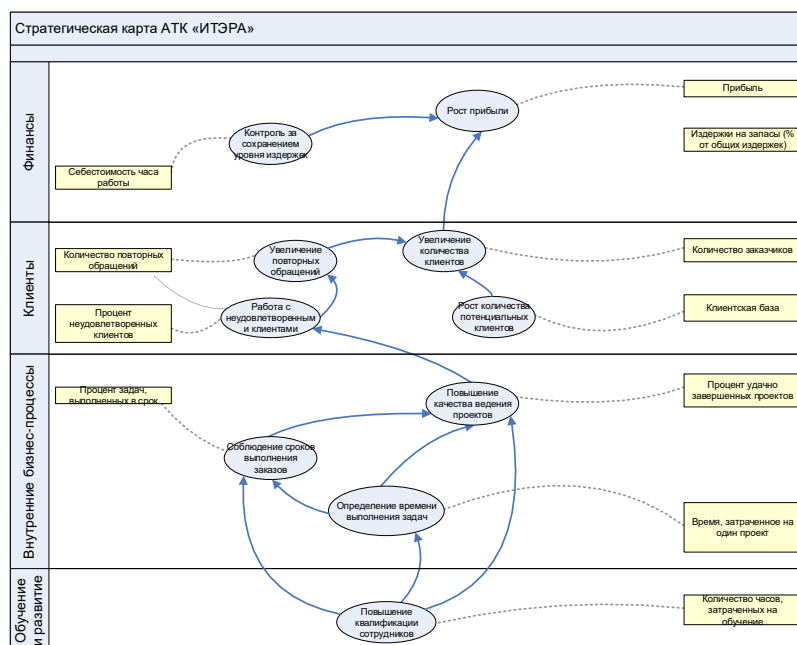 Стратегическая карта АТК «ИТЭРА»
Финансы
Прибыль
Рост прибыли
Контроль за
сохранением
уровня издержек
Издержки на запасы (%
от общих издержек)
Себестоимость часа
работы
Клиенты
Количество повторных
обращений
Увеличение
повторных
обращений
Увеличение
количества
клиентов
Количество заказчиков
Процент
неудовлетворенных
клиентов
Работа с
неудовлетворенным
и клиентами
Рост количества
потенциальных
клиентов
Клиентская база
Внутренние бизнес-процессы
Процент задач,
выполненных в срок
Повышение
качества ведения
проектов
Процент удачно
завершенных проектов
Соблюдение сроков
выполнения
заказов
Определение времени
выполнения задач
Время, затраченное на
один проект
Обучение
и развитие
Повышение
квалификации
сотрудников
Количество часов,
затраченных на
обучение